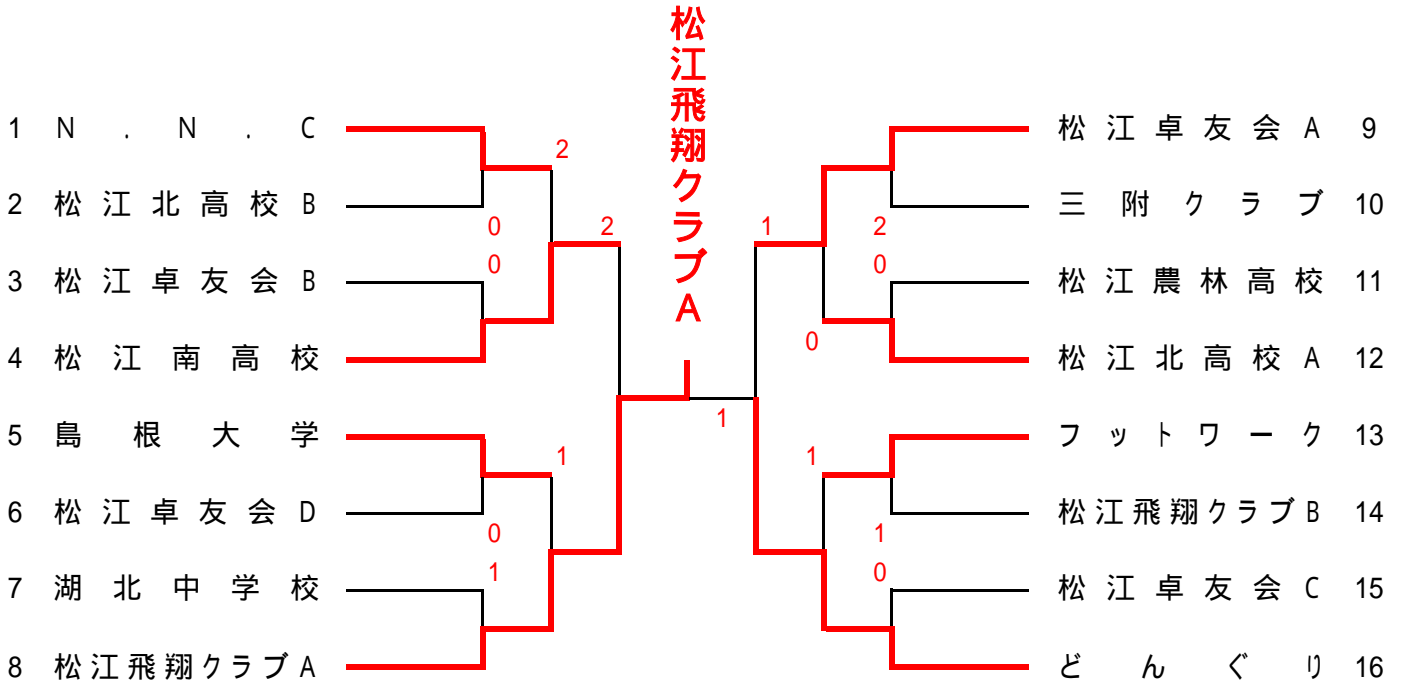 松江飛翔クラブA
1 N . N . C
2 松江北高校B
3 松江卓友会B
4 松江南高校
5 島根大学
6 松江卓友会D
7 湖北中学校
8 松江飛翔クラブA
2
0
0
2
1
0
1
1
1
2
0
0
1
1
0
松江卓友会A 9
三附クラブ 10
松江農林高校 11
松江北高校A 12
フットワーク 13
松江飛翔クラブB 14
松江卓友会C 15
どんぐり 16